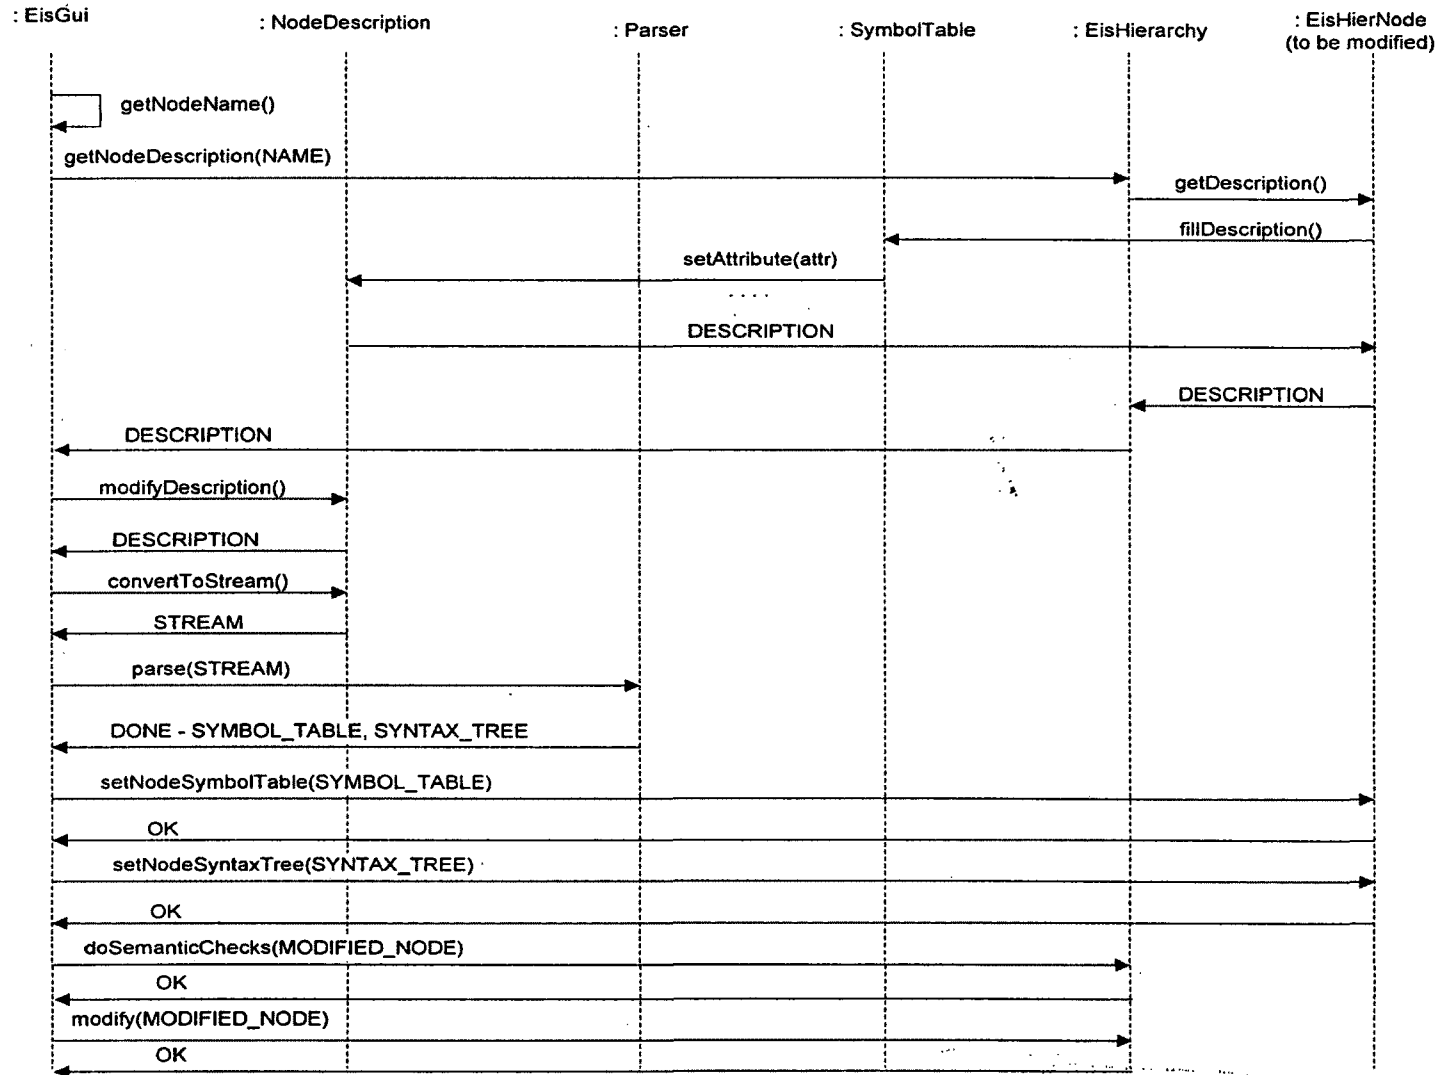 : EisGui
: NodeDescription
: Parser
: SymbolTable
: EisHierarchy
: EisHierNode
(to be modified)
getNodeName()
getNodeDescription(NAME)
getDescription()
fillDescription()
setAttribute(attr)
. . . .
DESCRIPTION
DESCRIPTION
DESCRIPTION
modifyDescription()
DESCRIPTION
convertToStream()
STREAM
parse(STREAM)
DONE - SYMBOL_TABLE, SYNTAX_TREE
setNodeSymbolTable(SYMBOL_TABLE)
OK
setNodeSyntaxTree(SYNTAX_TREE)
OK
doSemanticChecks(MODIFIED_NODE)
OK
modify(MODIFIED_NODE)
OK